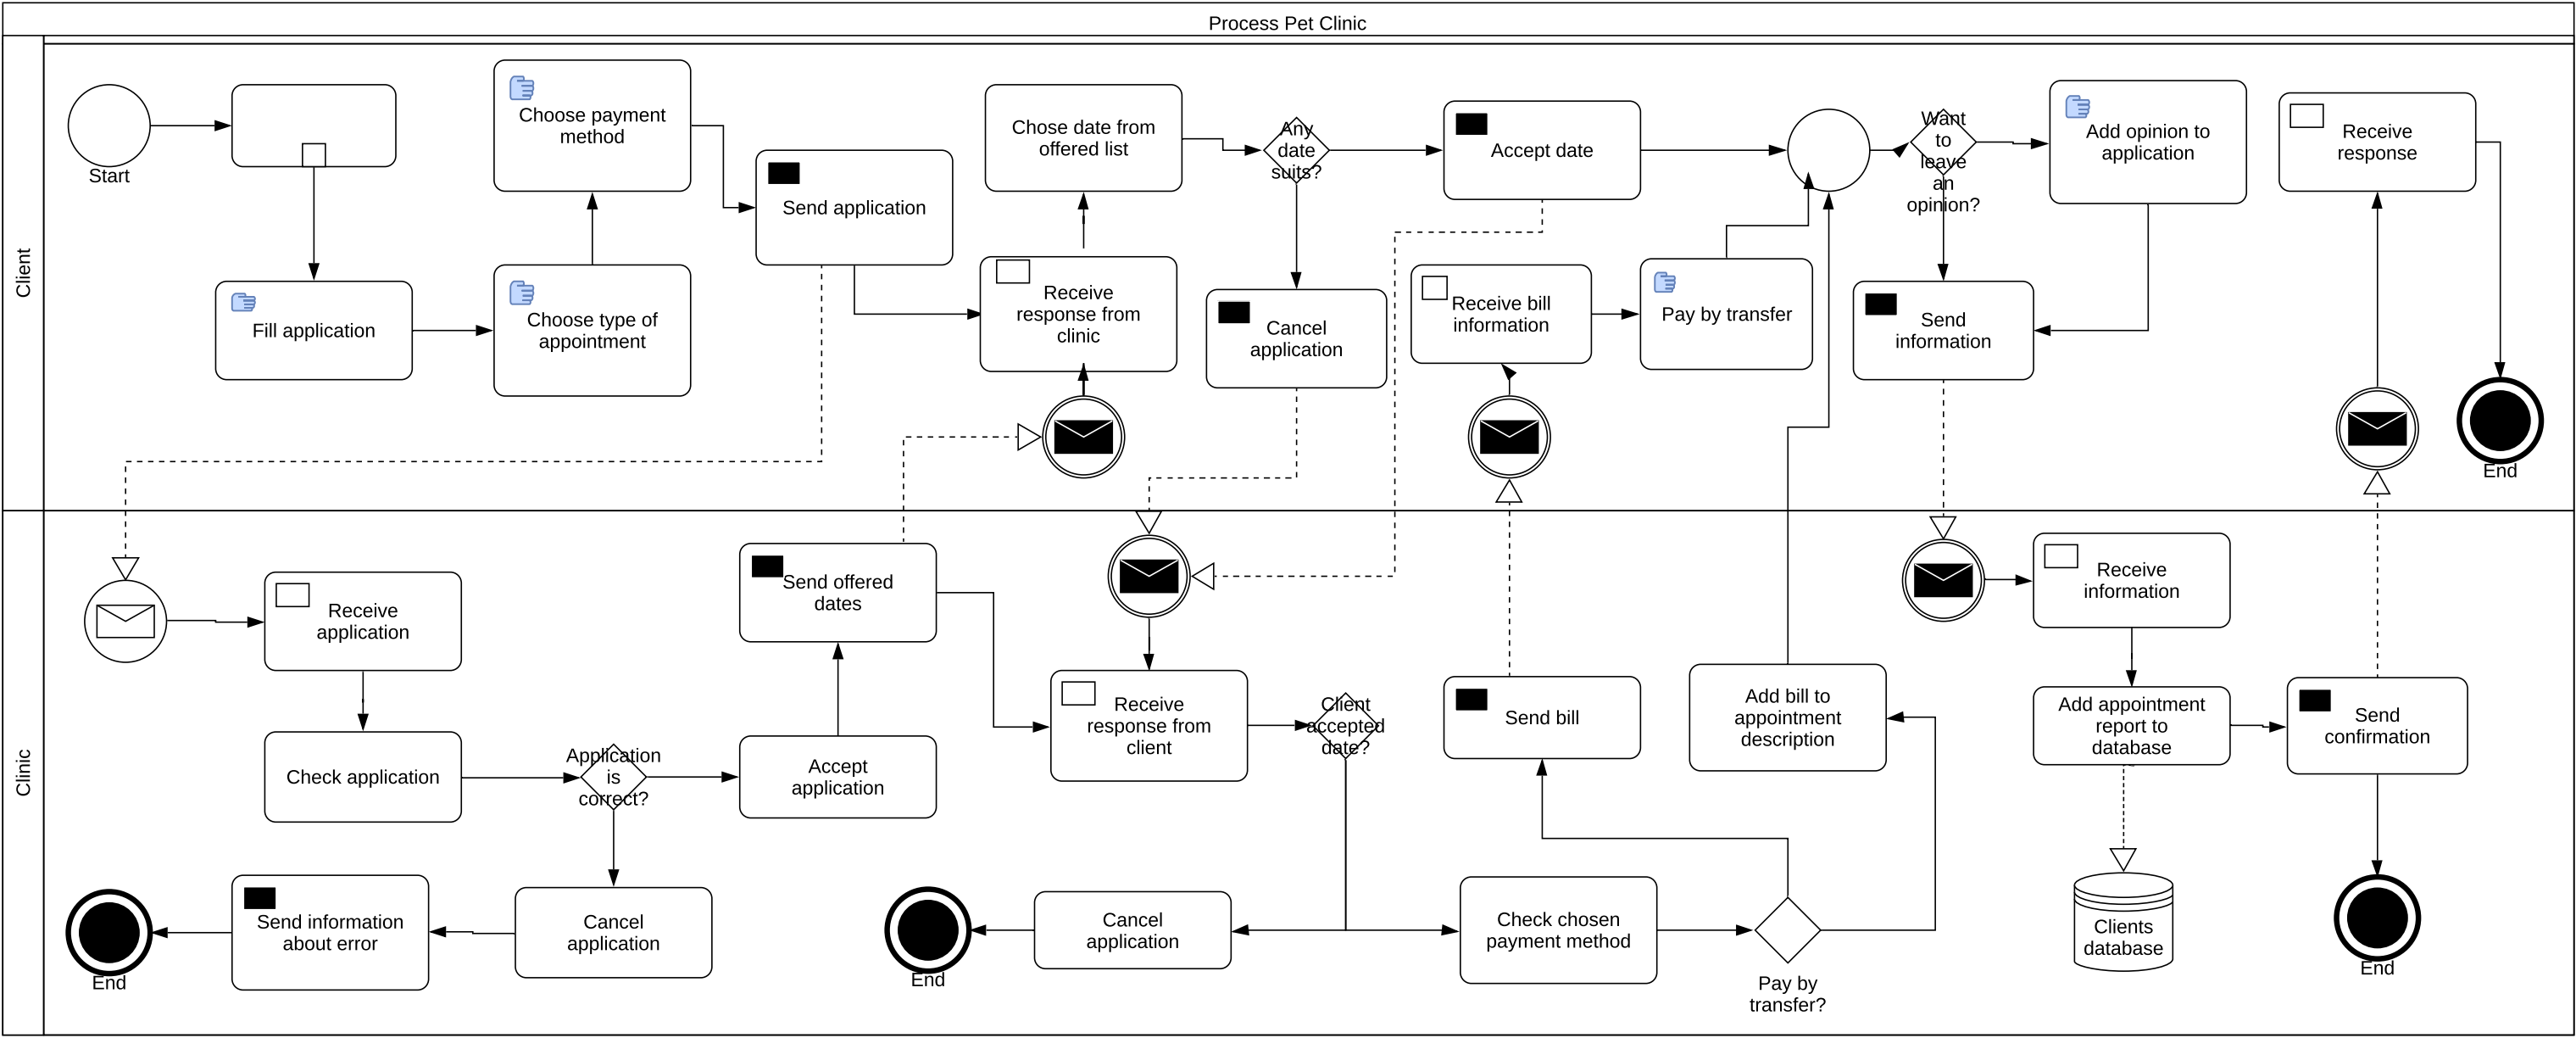 Process Pet Clinic
Client
Start
Choose payment
method
Send application
Fill application
Choose type of
appointment
Chose date from
offered list
Any
date
suits?
Accept date
Receive
response from
clinic
Cancel
application
Receive bill
information
Pay by transfer
Want
to
leave
an
opinion?
Add opinion to
application
Send
information
Receive
response
End
Clinic
Receive
application
Check application
Application
is
correct?
Send offered
dates
Accept
application
Cancel
application
Send information
about error
End
Receive
response from
client
Client
accepted
date?
Cancel
application
End
Send bill
Add bill to
appointment
description
Check chosen
payment method
Pay by
transfer?
Receive
information
Add appointment
report to
database
Send
confirmation
Clients
database
End